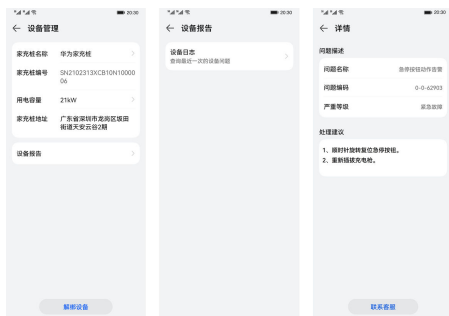 20:30
← 设备管理
家充桩名称 华为家充桩 >
家充桩编号 SN2102313XCB10N10000
06
用电容量 21kW >
家充桩地址 广东省深圳市龙岗区坂田
街道天安云谷2期
设备报告 >
解绑设备
20:30
← 设备报告
设备日志
查询最近一次的设备问题 >
20:30
← 详情
问题描述
问题名称 急停按钮动作告警
问题编码 0-0-62903
严重等级 紧急故障
处理建议
1、顺时针旋转复位急停按钮。
2、重新插拔充电枪。
联系客服